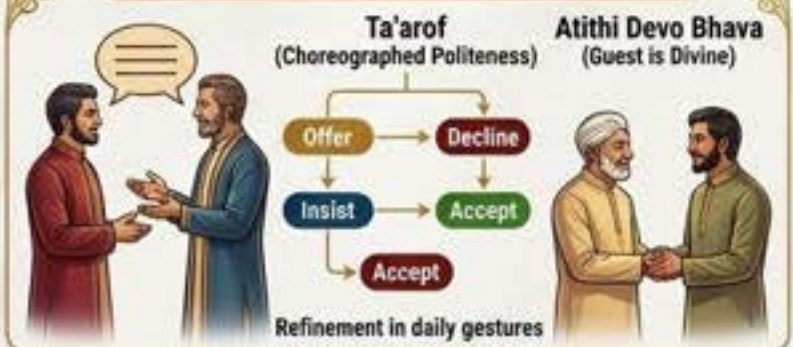 Ta'arof
(Choreographed Politeness)
Atithi Devo Bhava
(Guest is Divine)
Offer
Decline
Insist
Accept
Accept
Refinement in daily gestures